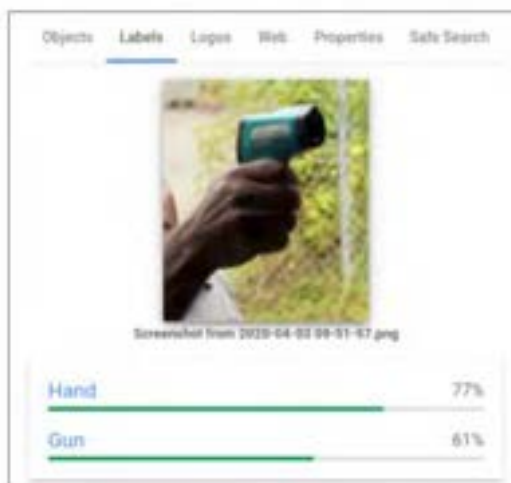 Objects Labels Logos Web Properties Safe Search
Screenshot from 2020-04-03 09-51-57.png
Hand 77%
Gun 61%